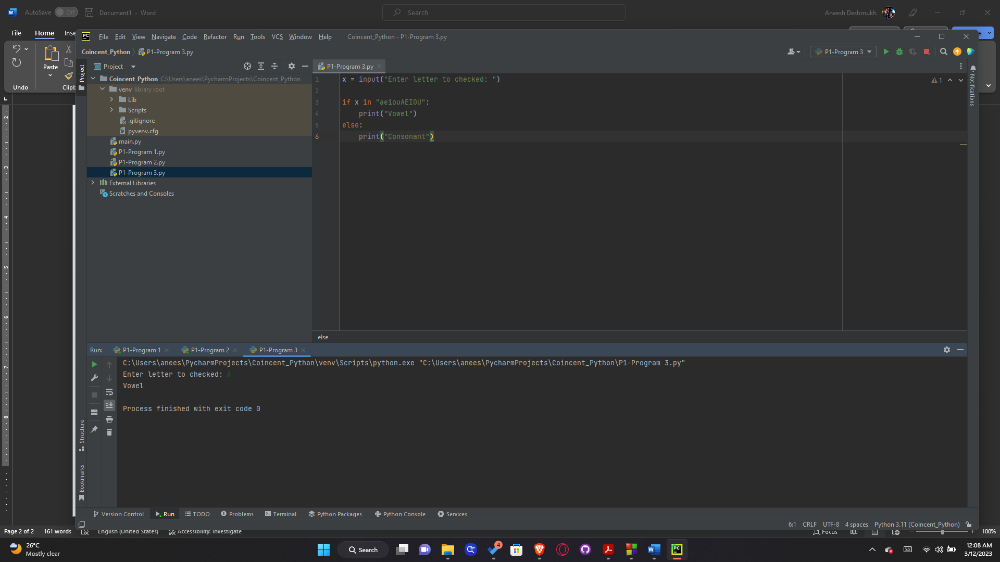 AutoSave Off Document1 - Word Search Aneesh Deshmukh
File Home Inse
Paste
Undo Clipb
PC File Edit View Navigate Code Refactor Run Tools VCS Window Help Coincent_Python - P1-Program 3.py
Coincent_Python P1-Program 3.py P1-Program 3
Project Project P1-Program 3.py Notifications
Coincent_Python C:\Users\anees\PycharmProjects\Coincent_Python
venv library root
Lib
Scripts
.gitignore
pyvenv.cfg
main.py
P1-Program 1.py
P1-Program 2.py
P1-Program 3.py
External Libraries
Scratches and Consoles
1 x = input("Enter letter to checked: ") 1
2
3 if x in "aeiouAEIOU":
4     print("Vowel")
5 else:
6     print("Consonant")
else
Run: P1-Program 1 P1-Program 2 P1-Program 3
C:\Users\anees\PycharmProjects\Coincent_Python\venv\Scripts\python.exe "C:\Users\anees\PycharmProjects\Coincent_Python\P1-Program 3.py"
Enter letter to checked: A
Vowel
Process finished with exit code 0
Structure
Bookmarks
Version Control Run TODO Problems Terminal Python Packages Python Console Services
6:1 CRLF UTF-8 4 spaces Python 3.11 (Coincent_Python)
Page 2 of 2 161 words English (United States) Accessibility: Investigate Focus 100%
26°C
Mostly clear
Search 4
12:08 AM
3/12/2023
2
3
4
5
6
7
8